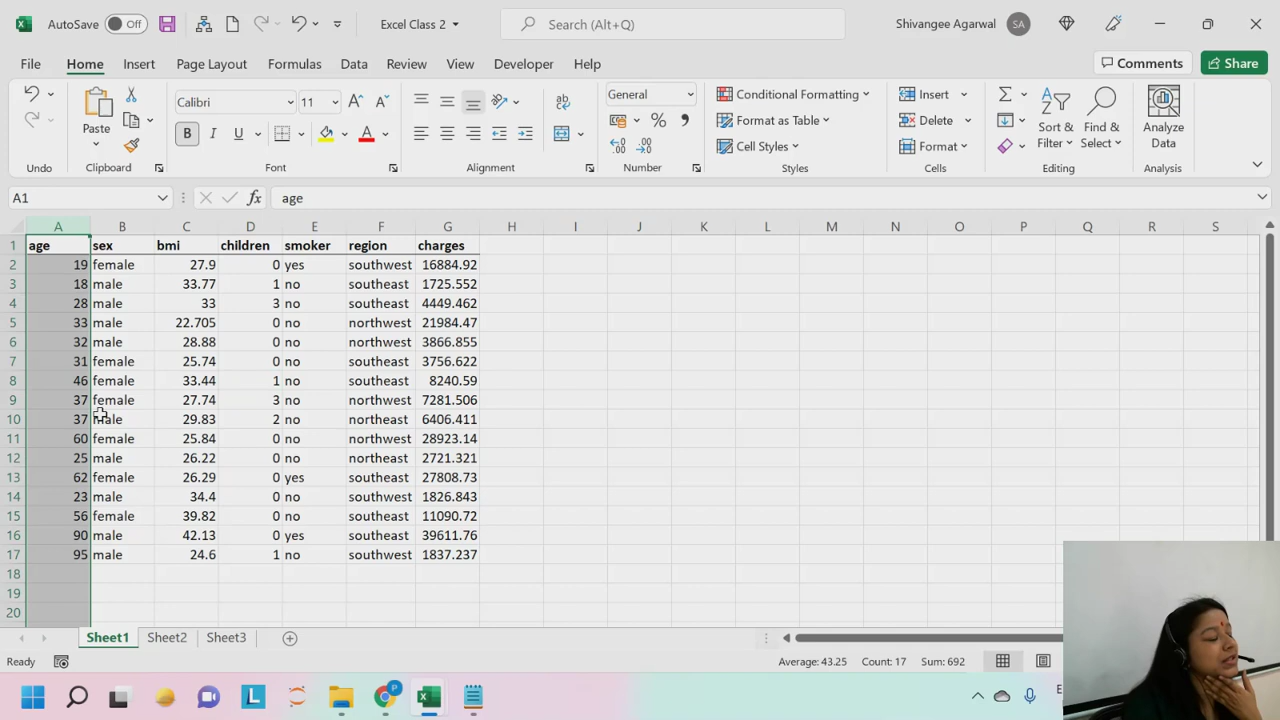 AutoSave Off Excel Class 2 Search (Alt+Q) Shivangee Agarwal SA
File Home Insert Page Layout Formulas Data Review View Developer Help Comments Share
Paste Calibri 11 General Conditional Formatting Insert
B I U Format as Table Delete Sort & Filter Find & Select Analyze Data
Cell Styles Format
Undo Clipboard Font Alignment Number Styles Cells Editing Analysis
A1 fx age
A B C D E F G H I J K L M N O P Q R S
1 age sex bmi children smoker region charges
2 19 female 27.9 0 yes southwest 16884.92
3 18 male 33.77 1 no southeast 1725.552
4 28 male 33 3 no southeast 4449.462
5 33 male 22.705 0 no northwest 21984.47
6 32 male 28.88 0 no northwest 3866.855
7 31 female 25.74 0 no southeast 3756.622
8 46 female 33.44 1 no southeast 8240.59
9 37 female 27.74 3 no northwest 7281.506
10 37 male 29.83 2 no northeast 6406.411
11 60 female 25.84 0 no northwest 28923.14
12 25 male 26.22 0 no northeast 2721.321
13 62 female 26.29 0 yes southeast 27808.73
14 23 male 34.4 0 no southwest 1826.843
15 56 female 39.82 0 no southeast 11090.72
16 90 male 42.13 0 yes southeast 39611.76
17 95 male 24.6 1 no southwest 1837.237
18
19
20
Sheet1 Sheet2 Sheet3
Ready Average: 43.25 Count: 17 Sum: 692